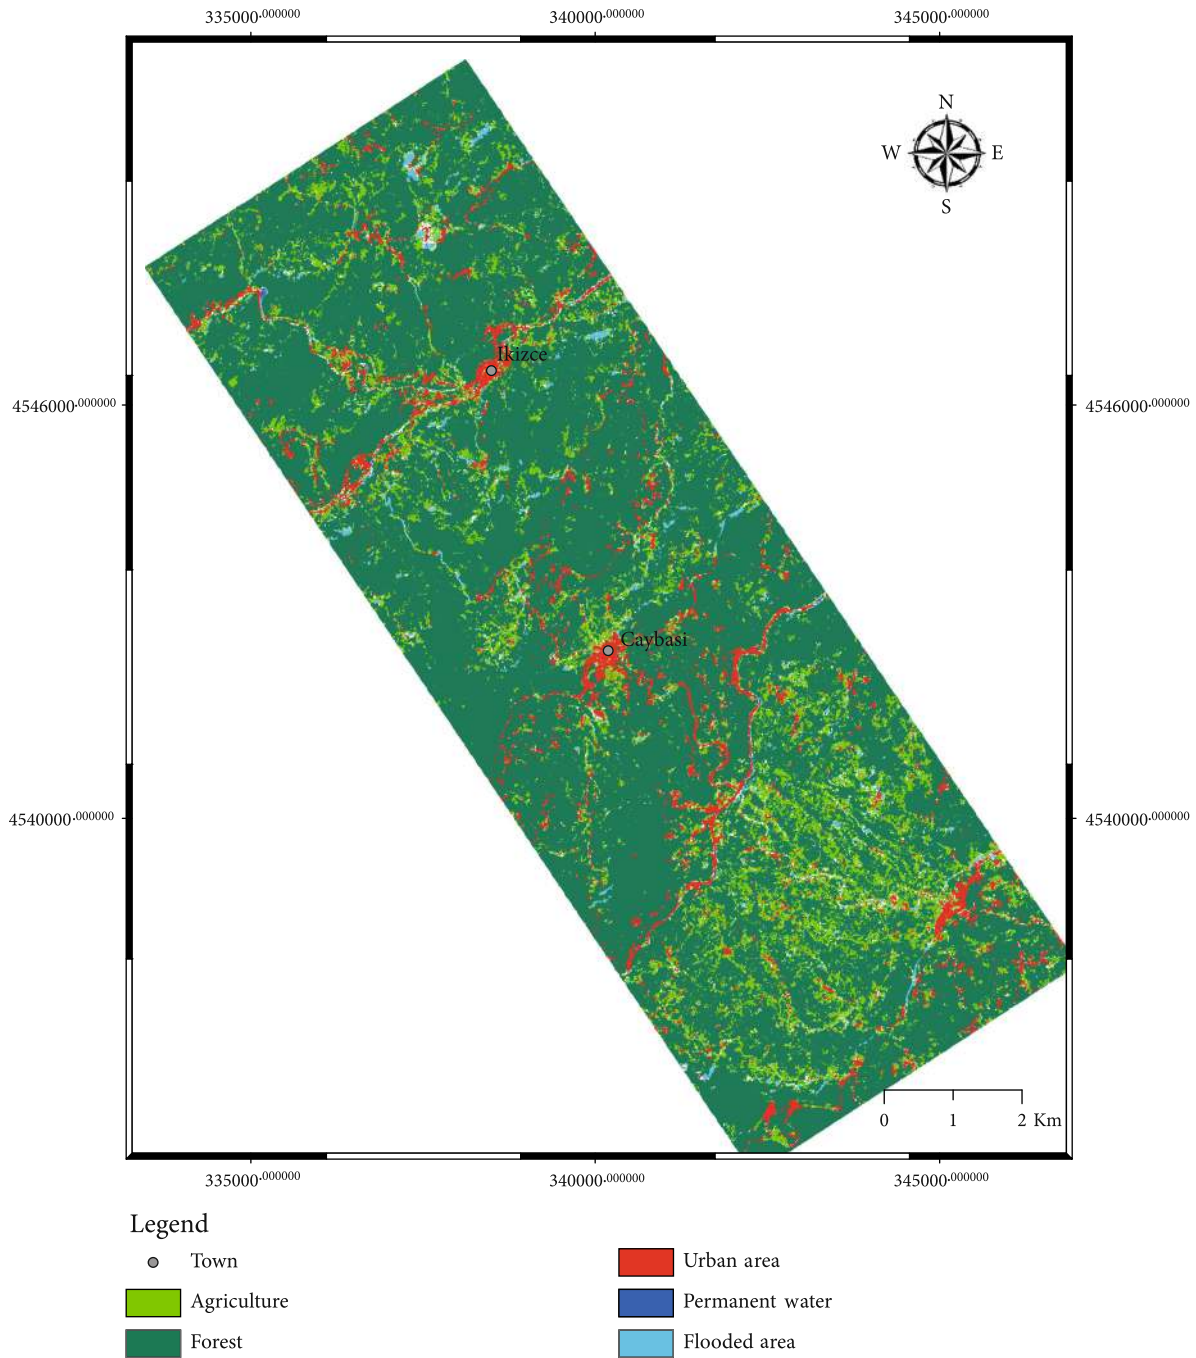 335000.000000 340000.000000 345000.000000
N
W E
S
Ikizce
4546000.000000 4546000.000000
Caybasi
4540000.000000 4540000.000000
0 1 2 Km
335000.000000 340000.000000 345000.000000
Legend
Town
Urban area
Agriculture
Permanent water
Forest
Flooded area